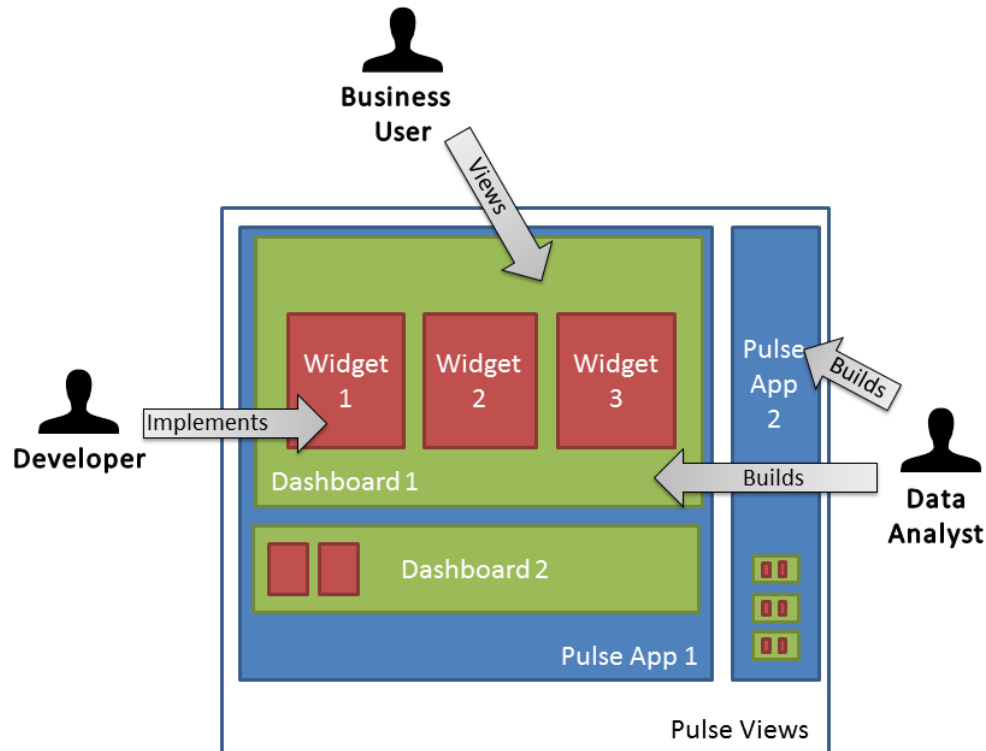 Business
User
Views
Widget
1
Widget
2
Widget
3
Pulse
App
2
Builds
Implements
Developer
Dashboard 1
Builds
Data
Analyst
Dashboard 2
Pulse App 1
Pulse Views